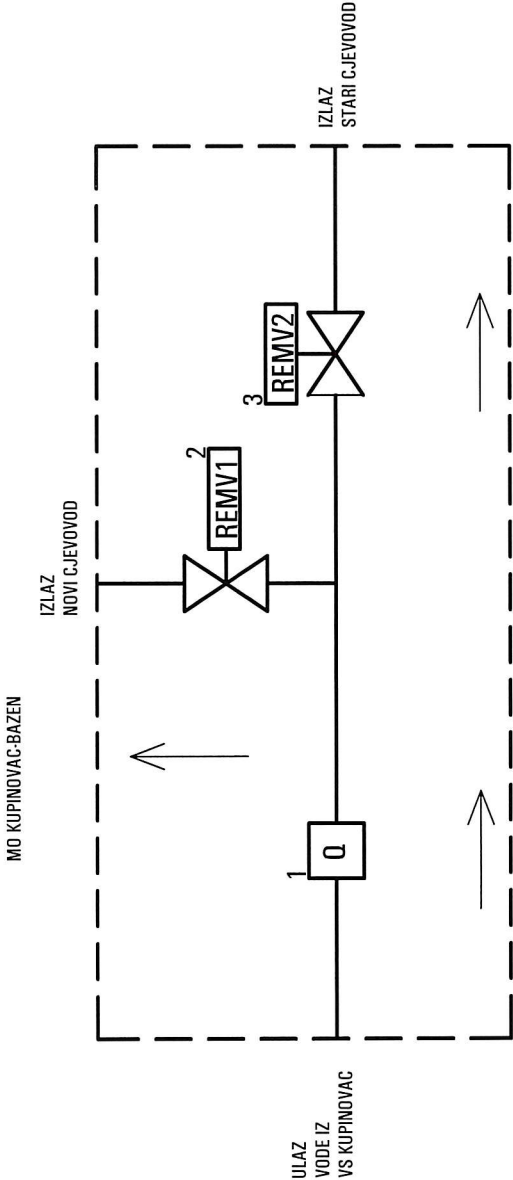 MO KUPINOVAC-BAZEN
IZLAZ
NOVI CJEVOVOD
2
REMV1
3
REMV2
IZLAZ
STARI CJEVOVOD
1
Q
ULAZ
VODE IZ
VS KUPINOVAC